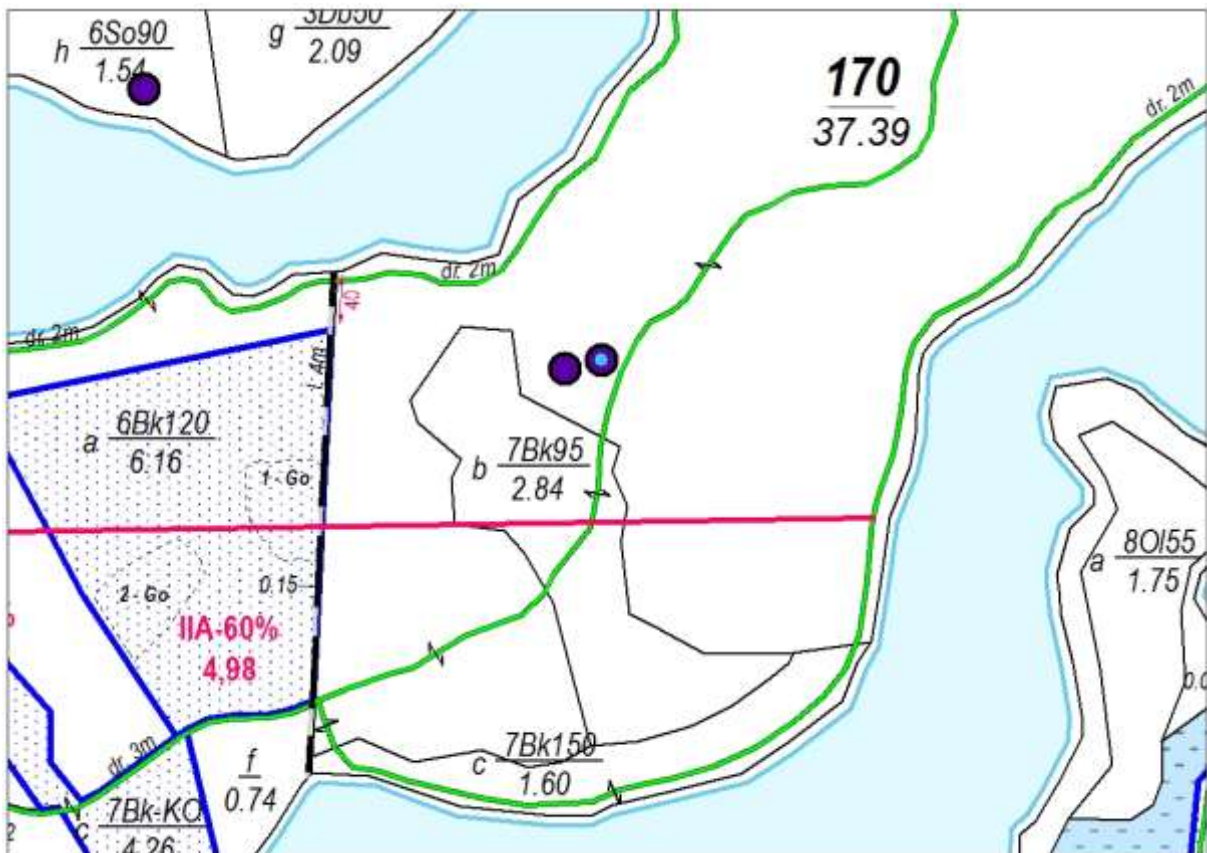 h 6So90
1.54
g 3Db50
2.09
170
37.39
dr. 2m
dr. 2m
40
dr. 2m
l. 4m
a 6Bk120
6.16
1 - Go
b 7Bk95
2.84
8Ol55
a
1.75
2 - Go
0.15
IIA-60%
4,98
dr. 3m
f
0.74
c 7Bk150
1.60
c 7Bk-KO
4.26